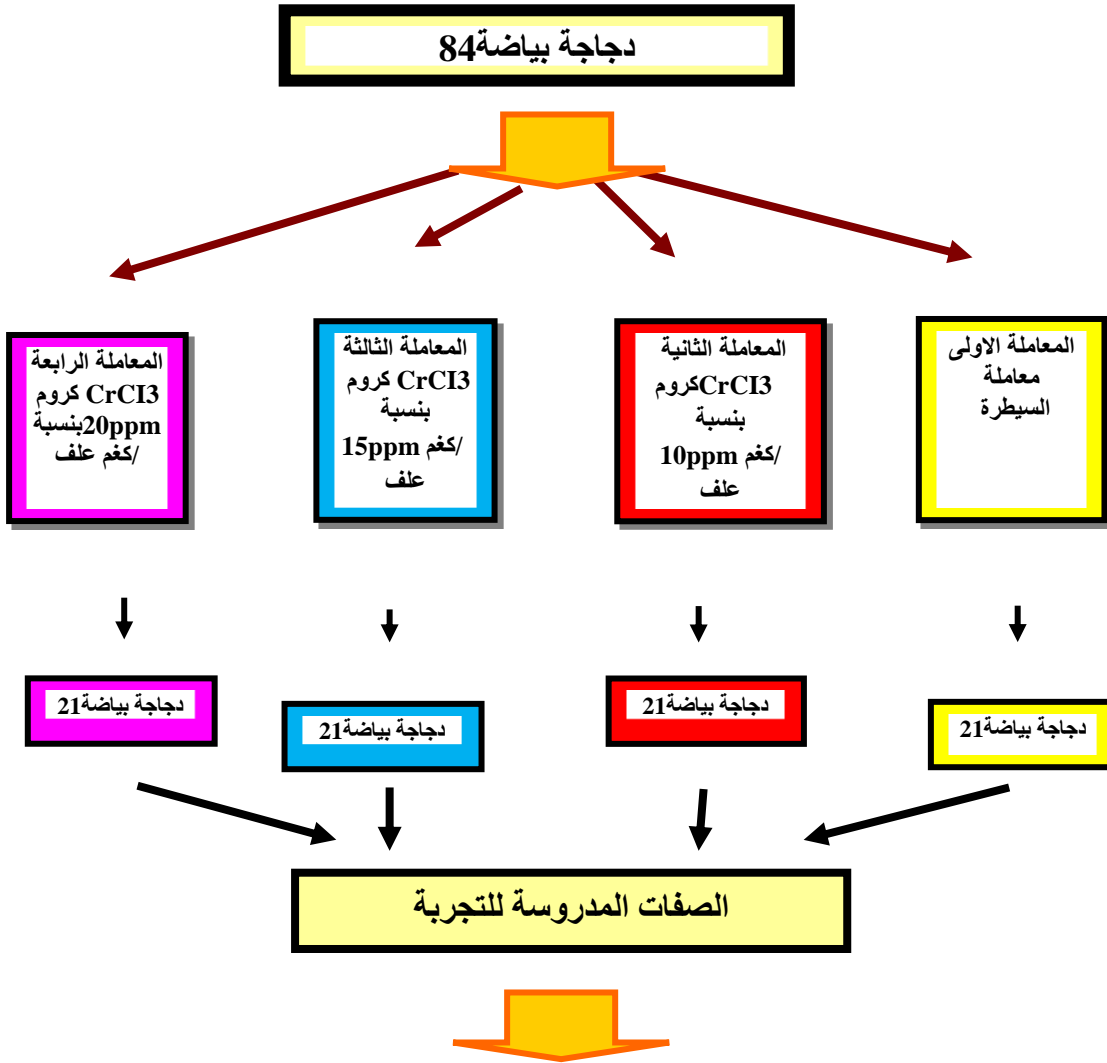 دجاجة بياضة84
المعاملة الاولى
معاملة
السيطرة
المعاملة الثانية
CrCI3كروم
بنسبة
10ppm /كغم
علف
المعاملة الثالثة
CrCI3 كروم
بنسبة
15ppm /كغم
علف
المعاملة الرابعة
CrCI3 كروم
20ppmبنسبة
/كغم علف
دجاجة بياضة21
دجاجة بياضة21
دجاجة بياضة21
دجاجة بياضة21
الصفات المدروسة للتجربة